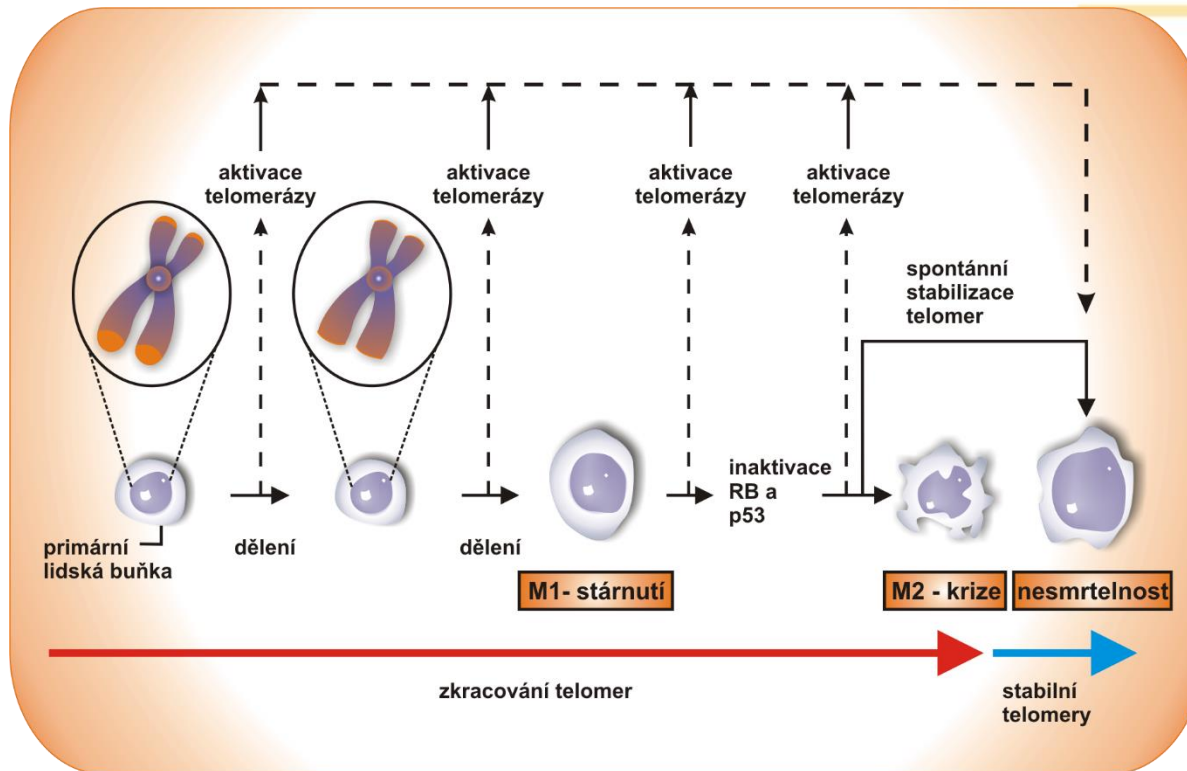 aktivace
telomerázy
aktivace
telomerázy
aktivace
telomerázy
aktivace
telomerázy
spontánní
stabilizace
telomer
inaktivace
RB a
p53
primární
lidská buňka
dělení
dělení
M1- stárnutí
M2 - krize
nesmrtelnost
zkracování telomer
stabilní
telomery